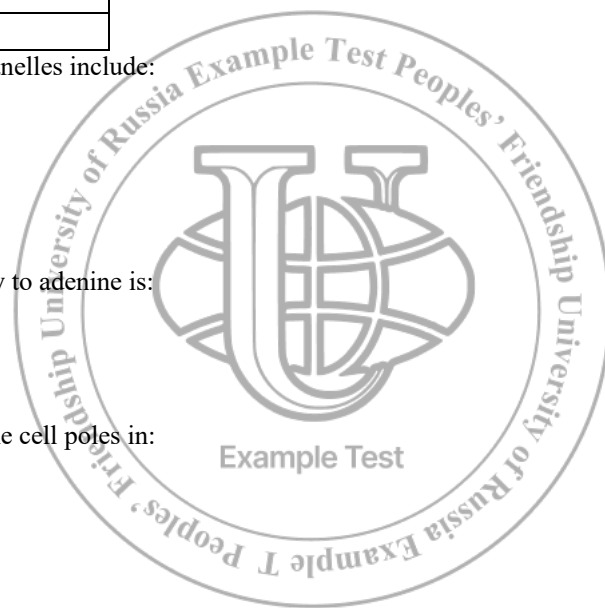 nelles include:
Example Test Peoples' Friendship University of Russia Example T Peoples' Friendship University of Russia
to adenine is:
e cell poles in:
Example Test